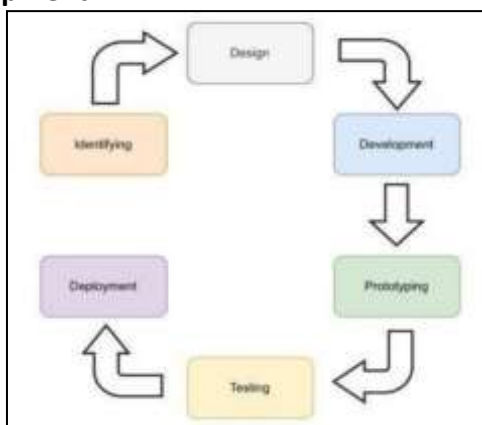 Design
Identifying
Development
Deployment
Prototyping
Testing